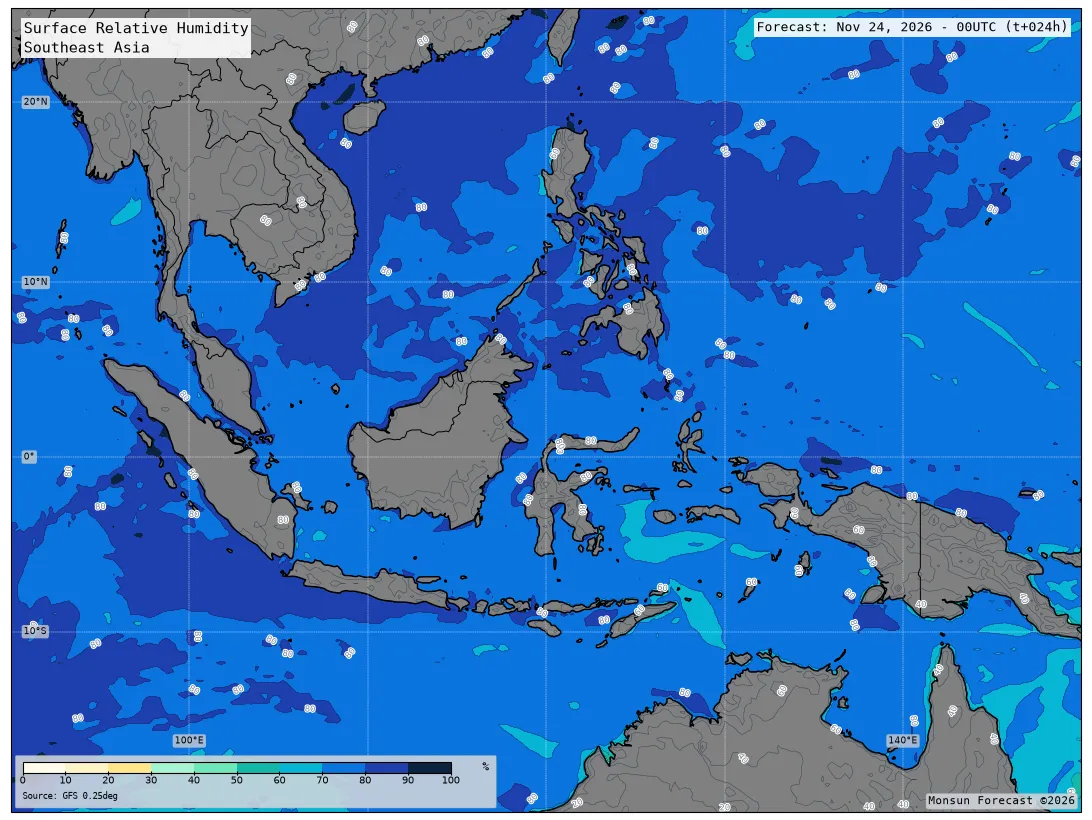 Surface Relative Humidity
Southeast Asia
Forecast: Nov 24, 2026 - 00UTC (t+024h)
20°N
10°N
0°
10°S
100°E
140°E
%
0 10 20 30 40 50 60 70 80 90 100
Source: GFS 0.25deg
Monsun Forecast ©2026